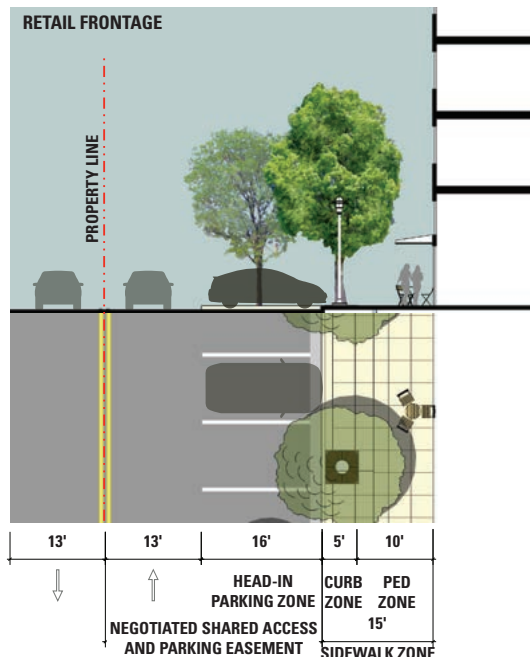 RETAIL FRONTAGE
PROPERTY LINE
13'
13'
16'
5'
10'
HEAD-IN
PARKING ZONE
CURB
ZONE
PED
ZONE
15'
NEGOTIATED SHARED ACCESS
AND PARKING EASEMENT
SIDEWALK ZONE